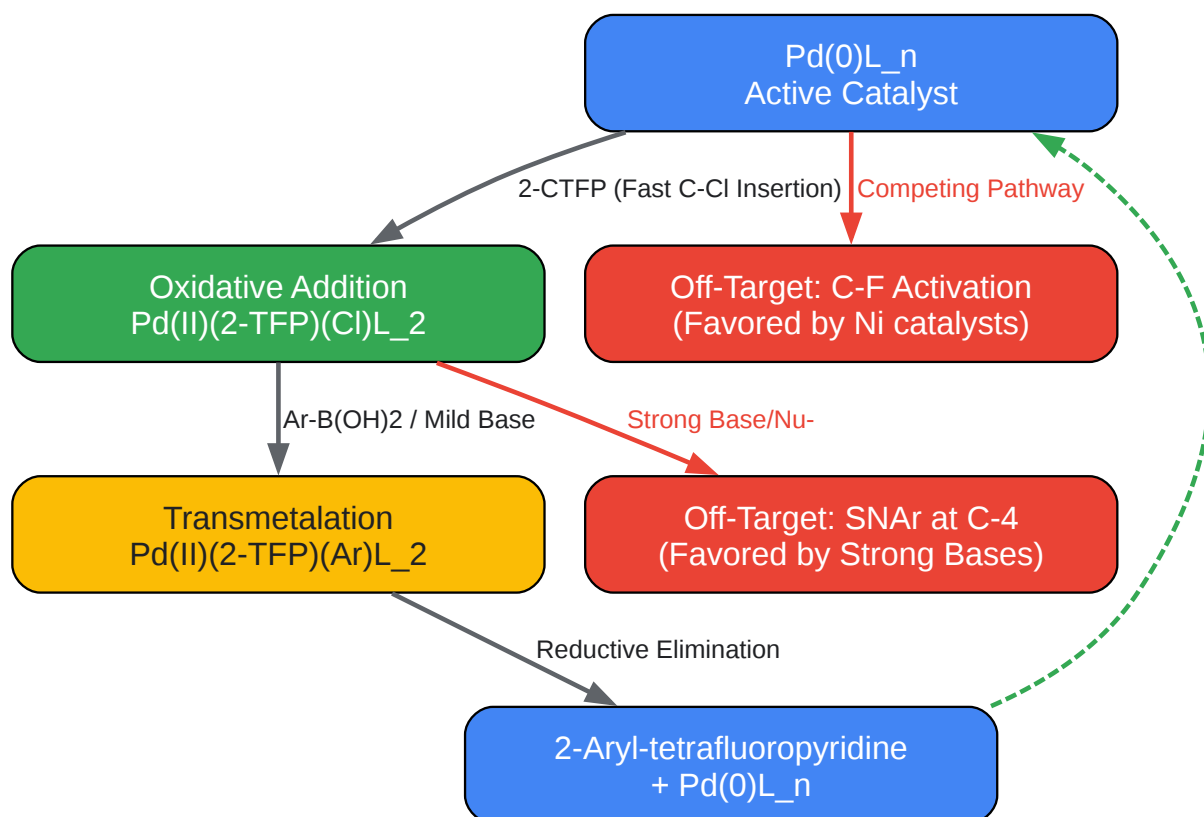 Pd(0)L_n
Active Catalyst
2-CTFP (Fast C-Cl Insertion)
Competing Pathway
Oxidative Addition
Pd(II)(2-TFP)(Cl)L_2
Off-Target: C-F Activation
(Favored by Ni catalysts)
Ar-B(OH)2 / Mild Base
Strong Base/Nu-
Transmetalation
Pd(II)(2-TFP)(Ar)L_2
Off-Target: SNAr at C-4
(Favored by Strong Bases)
Reductive Elimination
2-Aryl-tetrafluoropyridine
+ Pd(0)L_n